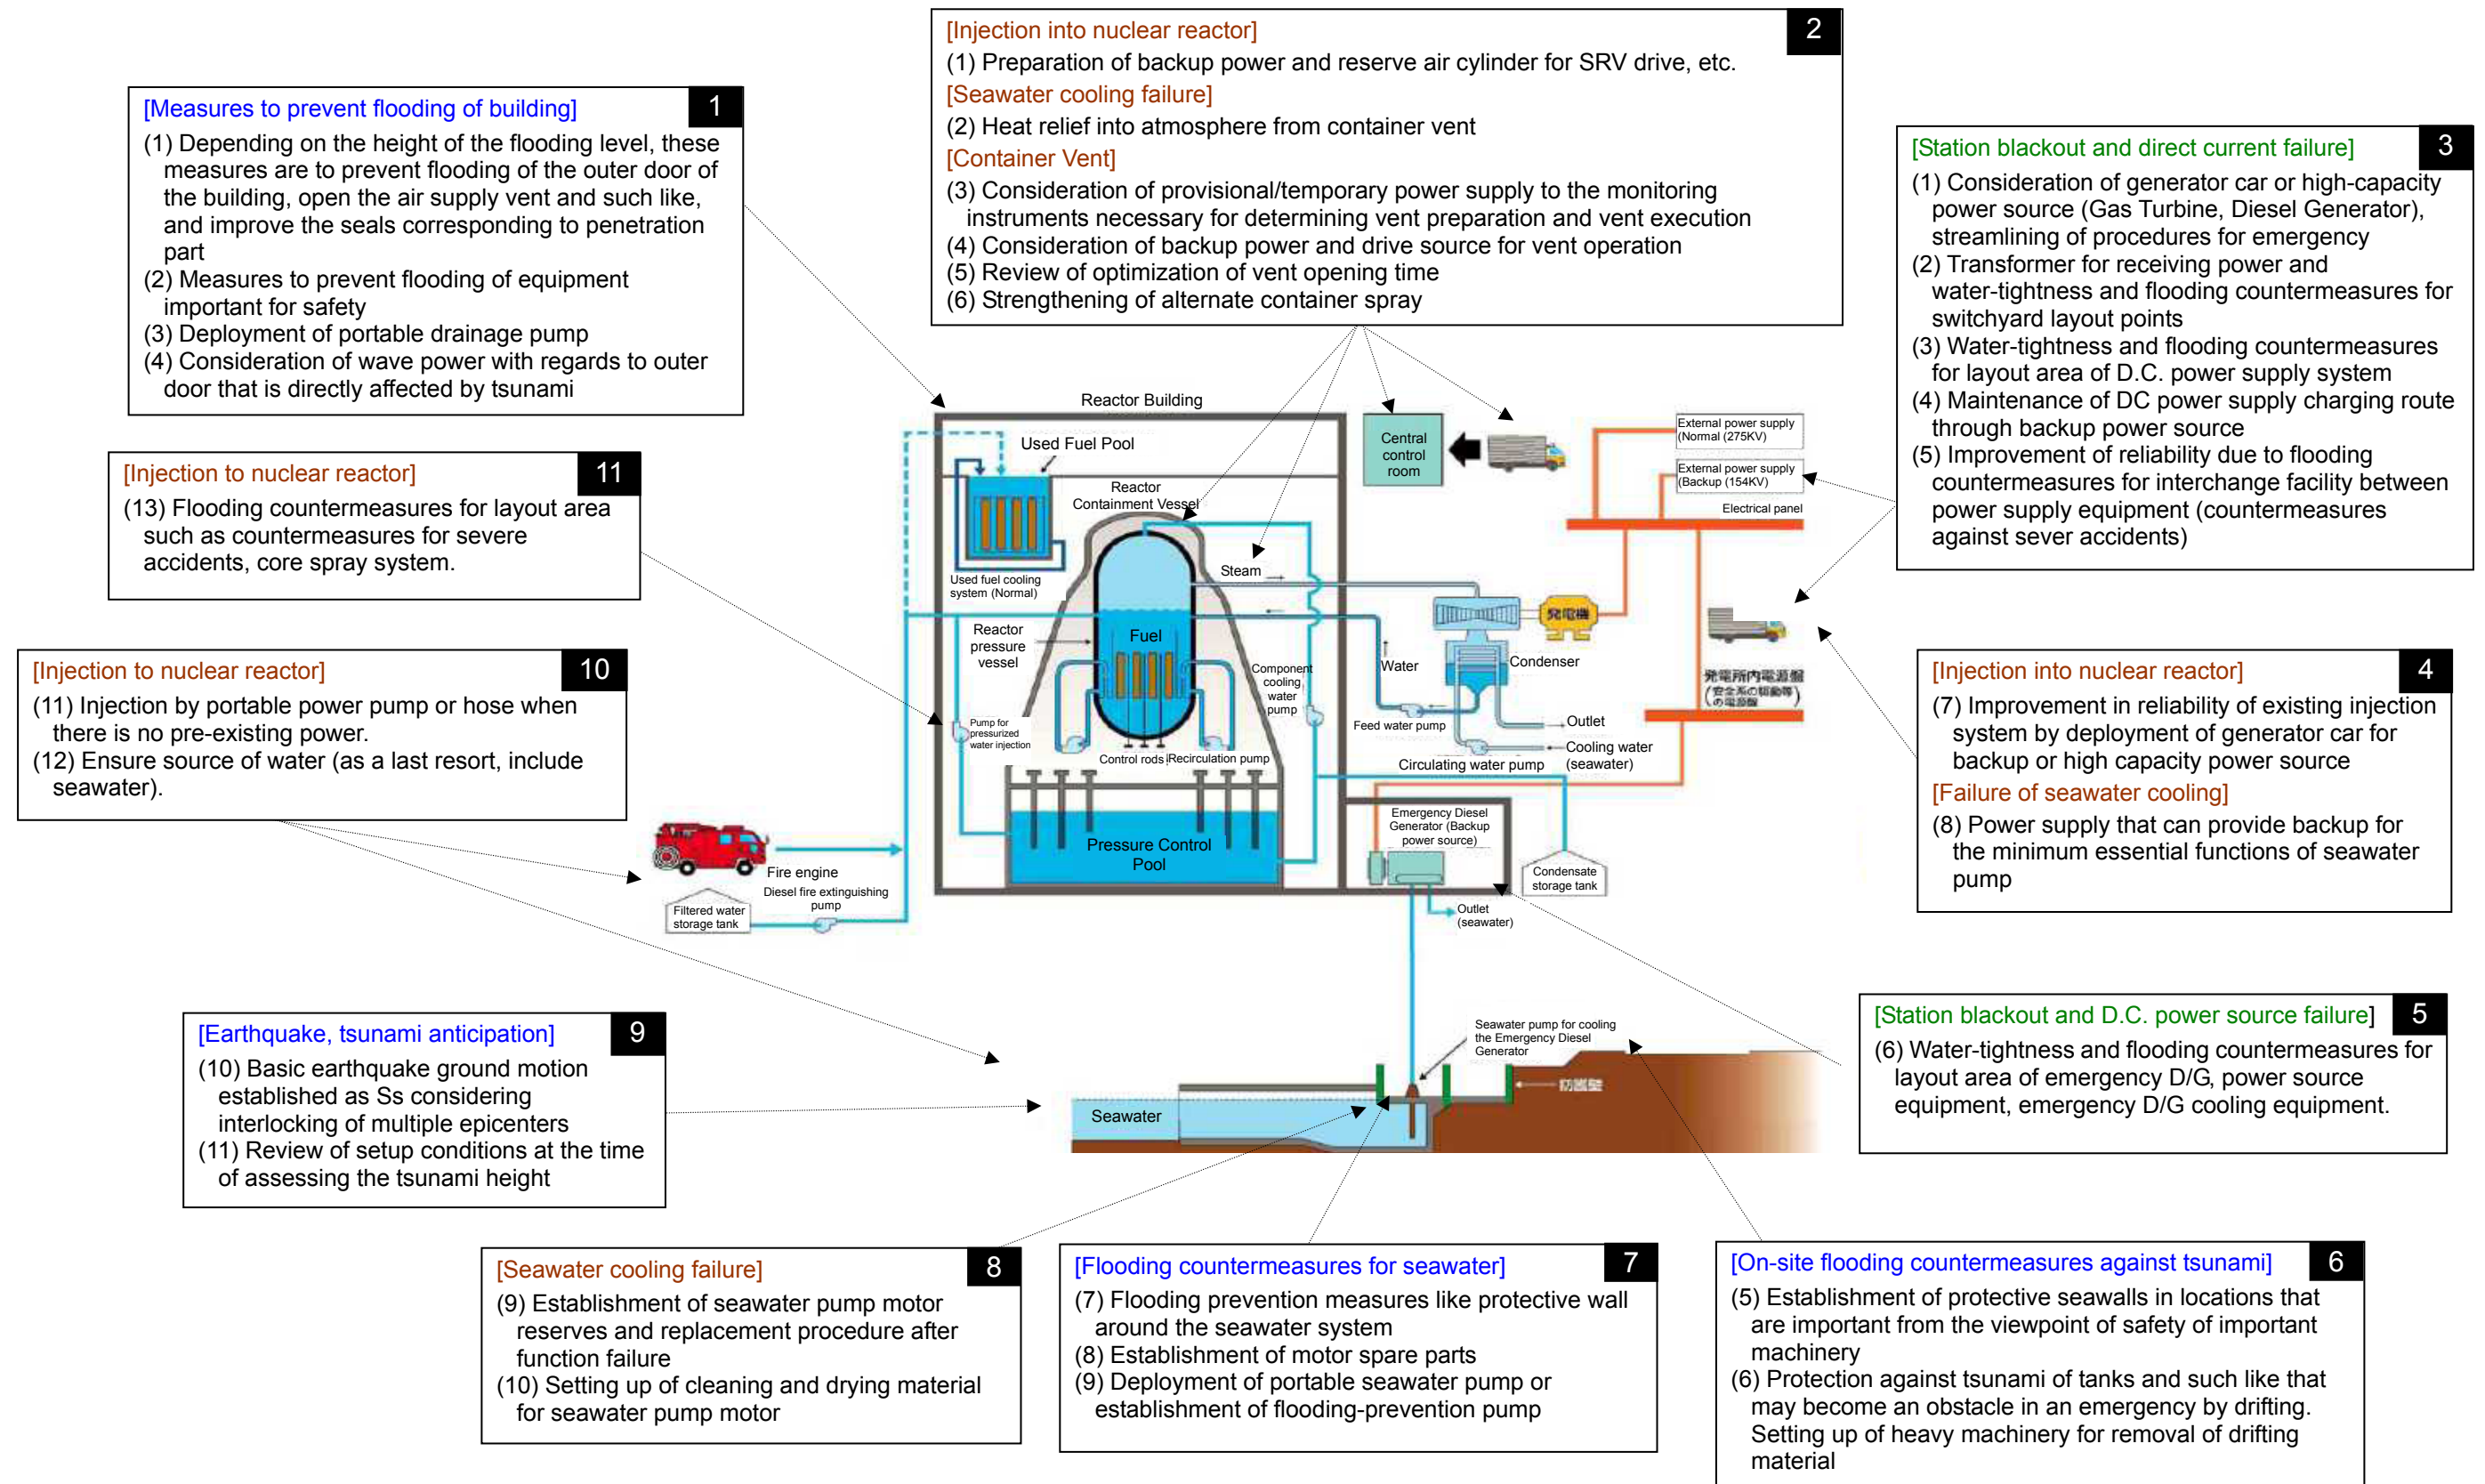 [Injection into nuclear reactor]
2
(1) Preparation of backup power and reserve air cylinder for SRV drive, etc.
[Seawater cooling failure]
(2) Heat relief into atmosphere from container vent
[Container Vent]
(3) Consideration of provisional/temporary power supply to the monitoring
instruments necessary for determining vent preparation and vent execution
(4) Consideration of backup power and drive source for vent operation
(5) Review of optimization of vent opening time
(6) Strengthening of alternate container spray
[Measures to prevent flooding of building]
1
(1) Depending on the height of the flooding level, these
measures are to prevent flooding of the outer door of
the building, open the air supply vent and such like,
and improve the seals corresponding to penetration
part
(2) Measures to prevent flooding of equipment
important for safety
(3) Deployment of portable drainage pump
(4) Consideration of wave power with regards to outer
door that is directly affected by tsunami
[Station blackout and direct current failure]
3
(1) Consideration of generator car or high-capacity
power source (Gas Turbine, Diesel Generator),
streamlining of procedures for emergency
(2) Transformer for receiving power and
water-tightness and flooding countermeasures for
switchyard layout points
(3) Water-tightness and flooding countermeasures
for layout area of D.C. power supply system
(4) Maintenance of DC power supply charging route
through backup power source
(5) Improvement of reliability due to flooding
countermeasures for interchange facility between
power supply equipment (countermeasures
against sever accidents)
[Injection to nuclear reactor]
11
(13) Flooding countermeasures for layout area
such as countermeasures for severe
accidents, core spray system.
[Injection to nuclear reactor]
10
(11) Injection by portable power pump or hose when
there is no pre-existing power.
(12) Ensure source of water (as a last resort, include
seawater).
Reactor Building
Used Fuel Pool
Reactor
Containment Vessel
Used fuel cooling
system (Normal)
Steam
Reactor
pressure
vessel
Fuel
Component
cooling
water
pump
Pump for
pressurized
water injection
Control rods
Recirculation pump
Pressure Control
Pool
Central
control
room
External power supply
(Normal (275KV)
External power supply
(Backup (154KV)
Electrical panel
発電機
Water
Condenser
Feed water pump
Outlet
Cooling water
(seawater)
Circulating water pump
発電所内電源盤
(安全系の駆動等
の電源盤)
Emergency Diesel
Generator (Backup
power source)
Condensate
storage tank
Outlet
(seawater)
Fire engine
Diesel fire extinguishing
pump
Filtered water
storage tank
[Injection into nuclear reactor]
4
(7) Improvement in reliability of existing injection
system by deployment of generator car for
backup or high capacity power source
[Failure of seawater cooling]
(8) Power supply that can provide backup for
the minimum essential functions of seawater
pump
[Earthquake, tsunami anticipation]
9
(10) Basic earthquake ground motion
established as Ss considering
interlocking of multiple epicenters
(11) Review of setup conditions at the time
of assessing the tsunami height
Seawater pump for cooling
the Emergency Diesel
Generator
Seawater
防護壁
[Station blackout and D.C. power source failure]
5
(6) Water-tightness and flooding countermeasures for
layout area of emergency D/G, power source
equipment, emergency D/G cooling equipment.
[Seawater cooling failure]
8
(9) Establishment of seawater pump motor
reserves and replacement procedure after
function failure
(10) Setting up of cleaning and drying material
for seawater pump motor
[Flooding countermeasures for seawater]
7
(7) Flooding prevention measures like protective wall
around the seawater system
(8) Establishment of motor spare parts
(9) Deployment of portable seawater pump or
establishment of flooding-prevention pump
[On-site flooding countermeasures against tsunami]
6
(5) Establishment of protective seawalls in locations that
are important from the viewpoint of safety of important
machinery
(6) Protection against tsunami of tanks and such like that
may become an obstacle in an emergency by drifting.
Setting up of heavy machinery for removal of drifting
material